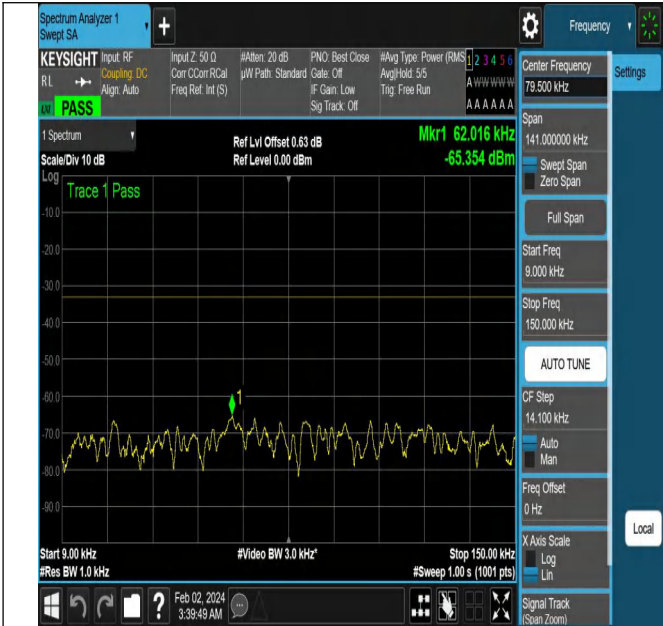 Spectrum Analyzer 1
Swept SA
+
Frequency
KEYSIGHT
RL
PASS
Input: RF
Coupling: DC
Align: Auto
Input Z: 50 Ω
Corr CCorr RCal
Freq Ref: Int (S)
#Atten: 20 dB
µW Path: Standard
PNO: Best Close
Gate: Off
IF Gain: Low
Sig Track: Off
#Avg Type: Power (RMS
Avg|Hold: 5/5
Trig: Free Run
1 2 3 4 5 6
A W W W W W
A A A A A A
Center Frequency
79.500 kHz
Settings
Span
141.000000 kHz
Swept Span
Zero Span
Full Span
Start Freq
9.000 kHz
Stop Freq
150.000 kHz
AUTO TUNE
CF Step
14.100 kHz
Auto
Man
Freq Offset
0 Hz
X Axis Scale
Log
Lin
Signal Track
(Span Zoom)
Local
1 Spectrum
Scale/Div 10 dB
Ref Lvl Offset 0.63 dB
Ref Level 0.00 dBm
Mkr1 62.016 kHz
-65.354 dBm
Log
Trace 1 Pass
-10.0
-20.0
-30.0
-40.0
-50.0
-60.0
-70.0
-80.0
-90.0
1
Start 9.00 kHz
#Res BW 1.0 kHz
#Video BW 3.0 kHz*
Stop 150.00 kHz
#Sweep 1.00 s (1001 pts)
?
Feb 02, 2024
3:39:49 AM